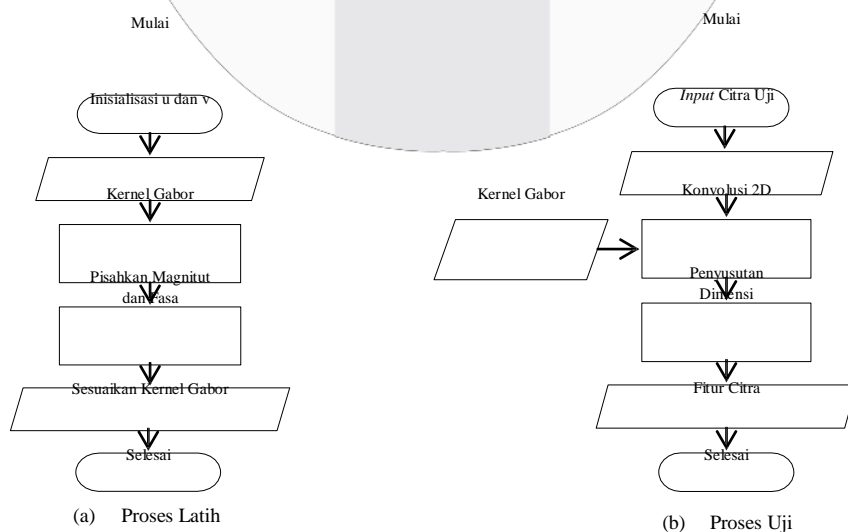 Mulai
Inisialisasi u dan v
Kernel Gabor
Pisahkan Magnitut
dan Fasa
Sesuaikan Kernel Gabor
Selesai
(a) Proses Latih
Mulai
Input Citra Uji
Kernel Gabor
Konvolusi 2D
Penyusutan
Dimensi
Fitur Citra
Selesai
(b) Proses Uji